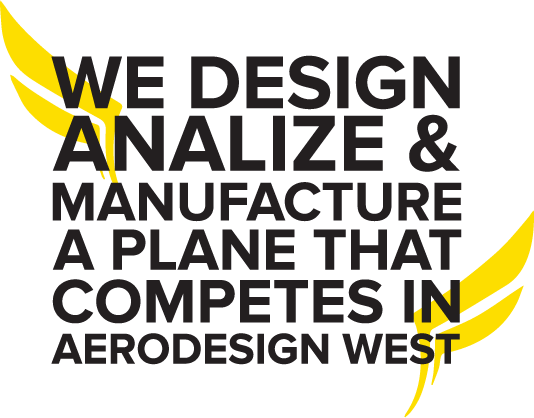 WE DESIGN
ANALIZE &
MANUFACTURE
A PLANE THAT
COMPETES IN
AERODESIGN WEST